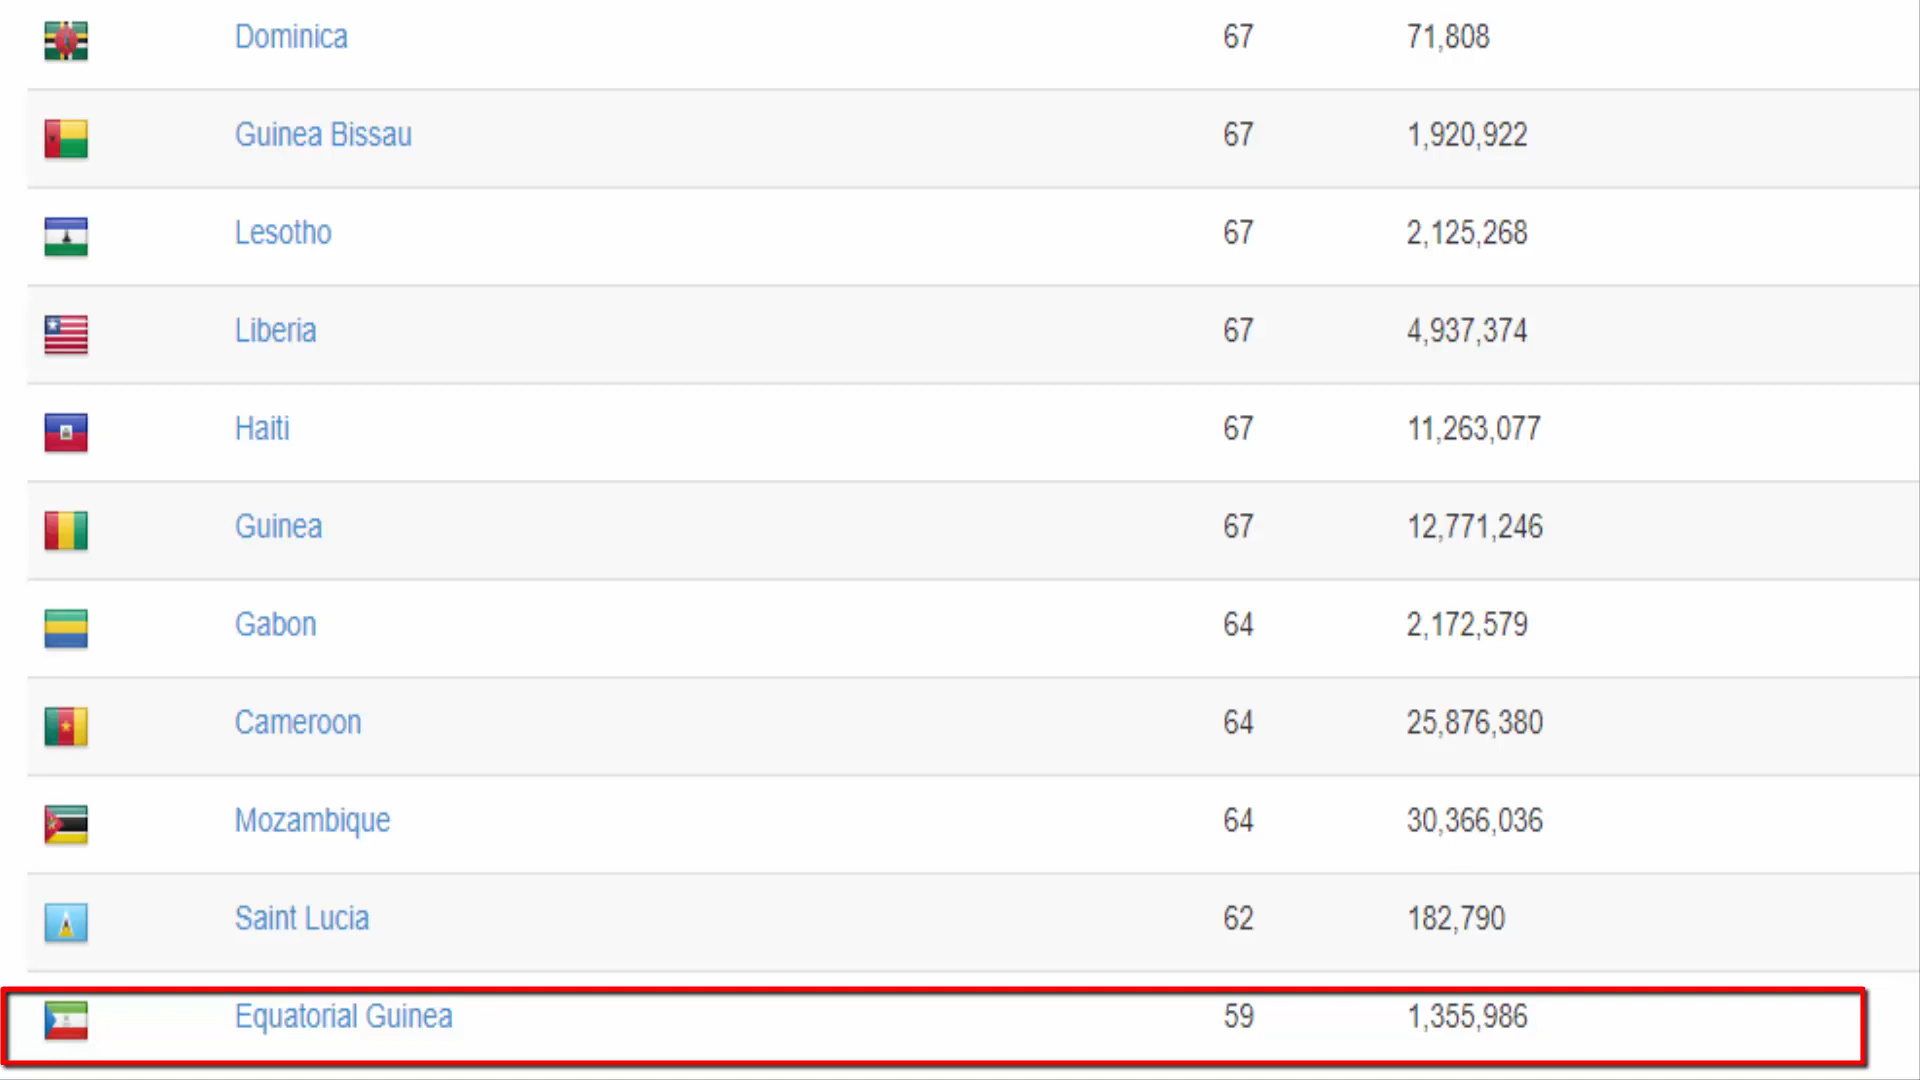 Dominica 67 71,808
Guinea Bissau 67 1,920,922
Lesotho 67 2,125,268
Liberia 67 4,937,374
Haiti 67 11,263,077
Guinea 67 12,771,246
Gabon 64 2,172,579
Cameroon 64 25,876,380
Mozambique 64 30,366,036
Saint Lucia 62 182,790
Equatorial Guinea 59 1,355,986